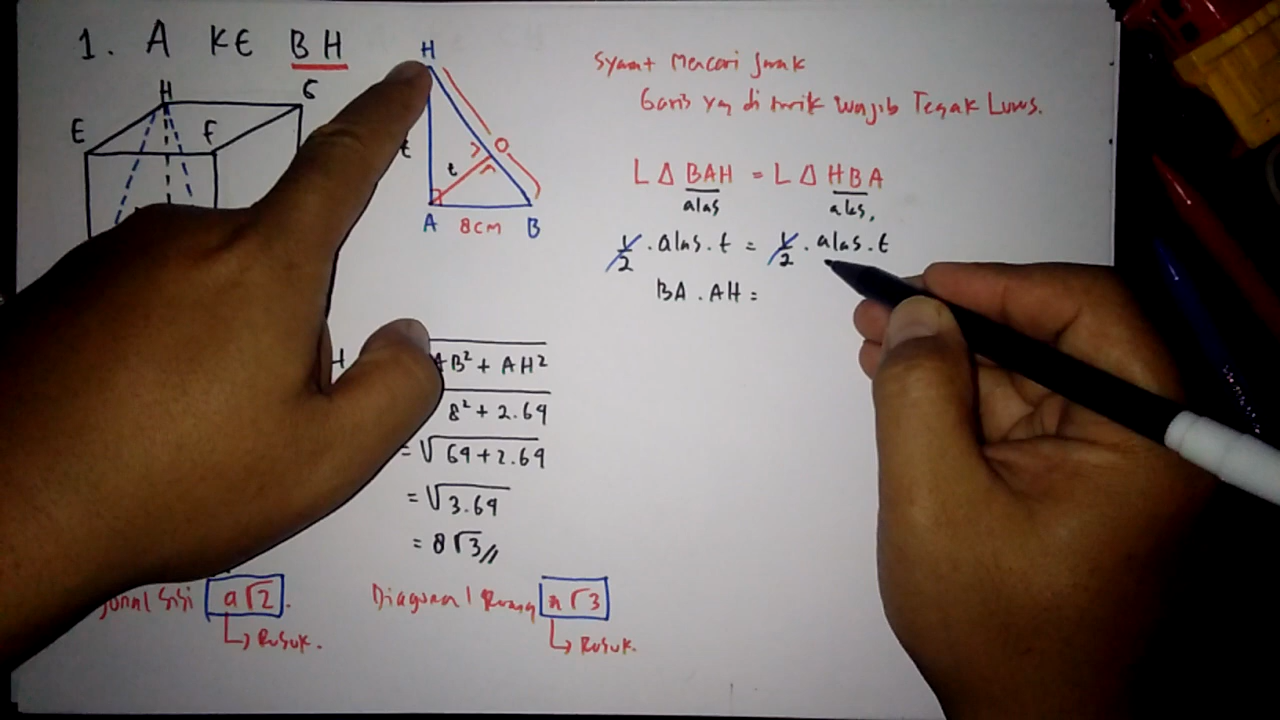 1. A KE BH
H
G
E
F
H
O
t
t
A 8cm B
Syarat Mencari Jarak
Garis yg di tarik Wajib Tegak Lurus.
L Δ BAH = L Δ HBA
alas alas,
1/2 . alas . t = 1/2 . alas . t
BA . AH =
H
AB² + AH²
8² + 2.64
= √64 + 2.64
= √3.64
= 8√3//
gonal Sisi a√2.
Rusuk.
Diagonal Ruang a√3
Rusuk.